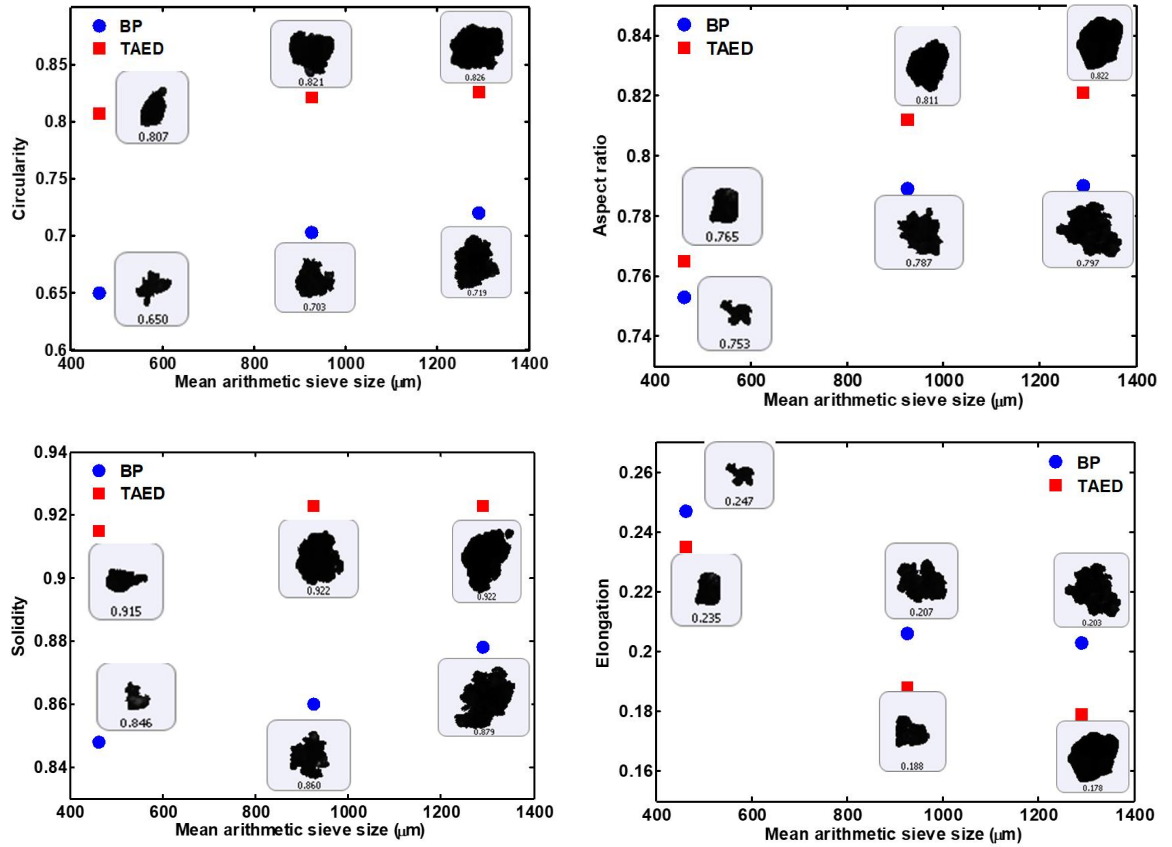 BP
TAED
0.85
0.8
0.75
0.7
0.65
0.6
Circularity
0.821
0.826
0.807
0.650
0.703
0.719
400 600 800 1000 1200 1400
Mean arithmetic sieve size (μm)
BP
TAED
0.84
0.82
0.8
0.78
0.76
0.74
Aspect ratio
0.822
0.811
0.765
0.787
0.797
0.753
400 600 800 1000 1200 1400
Mean arithmetic sieve size (μm)
BP
TAED
0.94
0.92
0.9
0.88
0.86
0.84
Solidity
0.915
0.922
0.922
0.846
0.860
0.879
400 600 800 1000 1200 1400
Mean arithmetic sieve size (μm)
BP
TAED
0.26
0.24
0.22
0.2
0.18
0.16
Elongation
0.247
0.235
0.207
0.203
0.188
0.178
400 600 800 1000 1200 1400
Mean arithmetic sieve size (μm)